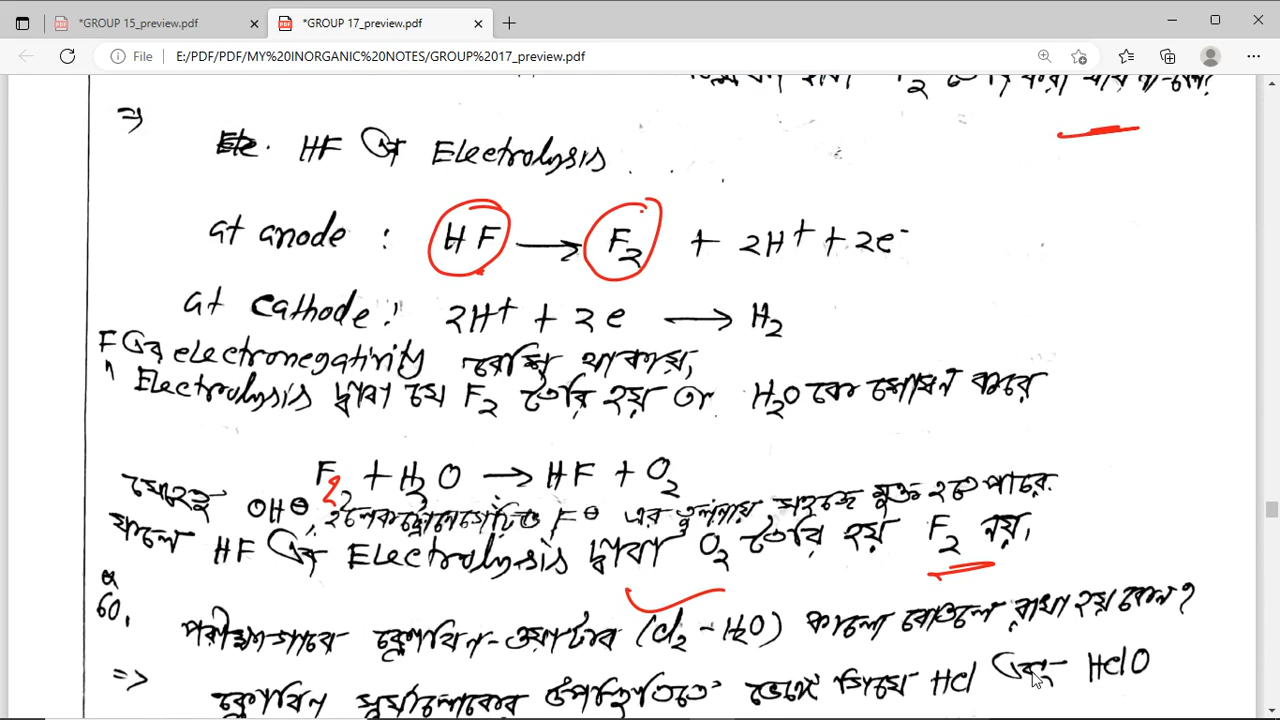 *GROUP 15_preview.pdf
*GROUP 17_preview.pdf
File E:/PDF/PDF/MY%20INORGANIC%20NOTES/GROUP%2017_preview.pdf
⇒
HF এর Electrolysis
at anode : HF → F2 + 2H+ + 2e-
at cathode : 2H+ + 2e → H2
F এর electronegativity বেশি থাকায়,
Electrolysis দ্বারা যে F2 তৈরি হয় তা H2O কে শোষন করে
F2 + H2O → HF + O2
যেহেতু OH⊖, F⊖ এর তুলনায় সহজে মুক্ত হতে পারে.
ফলে HF এর Electrolysis দ্বারা O2 তৈরি হয় F2 নয়,
Q
60.
পরীক্ষাগারে ক্লোরিন-ওয়াটার (Cl2 - H2O) কালো বোতলে রাখা হয় কেন?
⇒ ক্লোরিন সূর্যালোকের উপস্থিতিতে ভেঙ্গে গিয়ে HCl এবং HClO